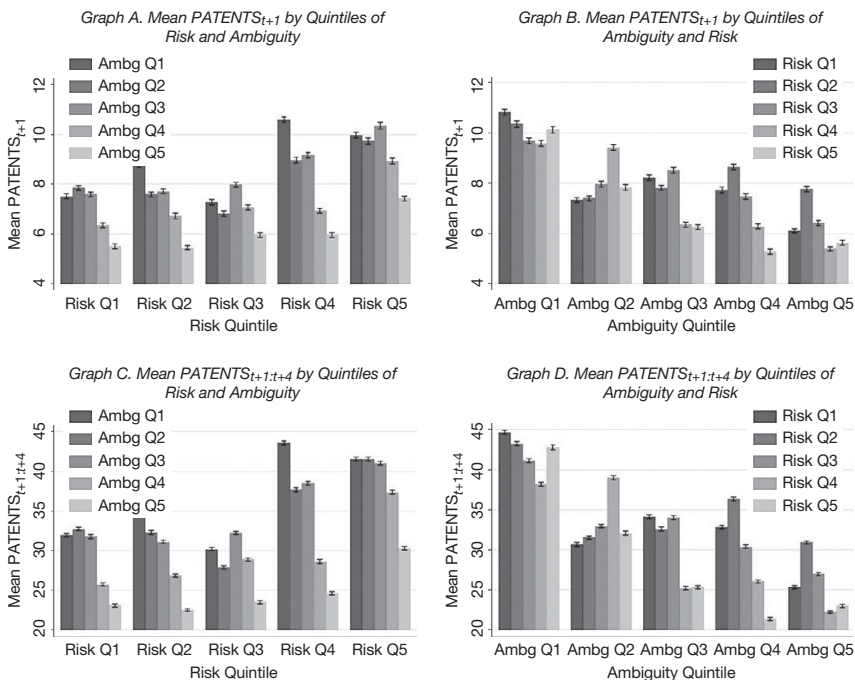 Graph A. Mean PATENTSt+1 by Quintiles of
Risk and Ambiguity
Ambg Q1
Ambg Q2
Ambg Q3
Ambg Q4
Ambg Q5
Mean PATENTSt+1
12
10
8
6
4
Risk Q1 Risk Q2 Risk Q3 Risk Q4 Risk Q5
Risk Quintile
Graph B. Mean PATENTSt+1 by Quintiles of
Ambiguity and Risk
Risk Q1
Risk Q2
Risk Q3
Risk Q4
Risk Q5
Mean PATENTSt+1
12
10
8
6
4
Ambg Q1 Ambg Q2 Ambg Q3 Ambg Q4 Ambg Q5
Ambiguity Quintile
Graph C. Mean PATENTSt+1:t+4 by Quintiles of
Risk and Ambiguity
Ambg Q1
Ambg Q2
Ambg Q3
Ambg Q4
Ambg Q5
Mean PATENTSt+1:t+4
45
40
35
30
25
20
Risk Q1 Risk Q2 Risk Q3 Risk Q4 Risk Q5
Risk Quintile
Graph D. Mean PATENTSt+1:t+4 by Quintiles of
Ambiguity and Risk
Risk Q1
Risk Q2
Risk Q3
Risk Q4
Risk Q5
Mean PATENTSt+1:t+4
45
40
35
30
25
20
Ambg Q1 Ambg Q2 Ambg Q3 Ambg Q4 Ambg Q5
Ambiguity Quintile